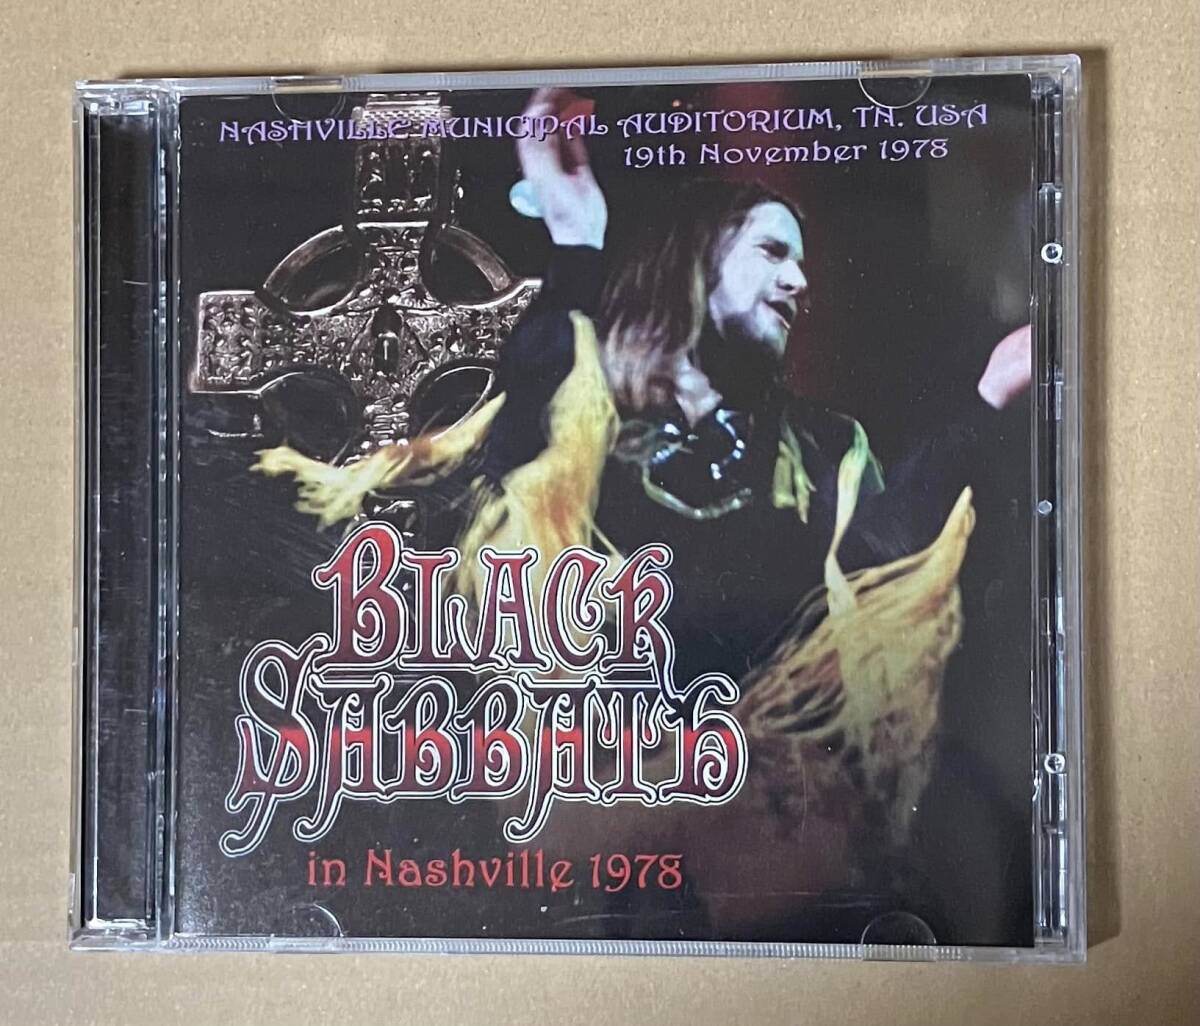 NASHVILLE MUNICIPAL AUDITORIUM, TN. USA
19th November 1978
BLACK
SABBATH
in Nashville 1978